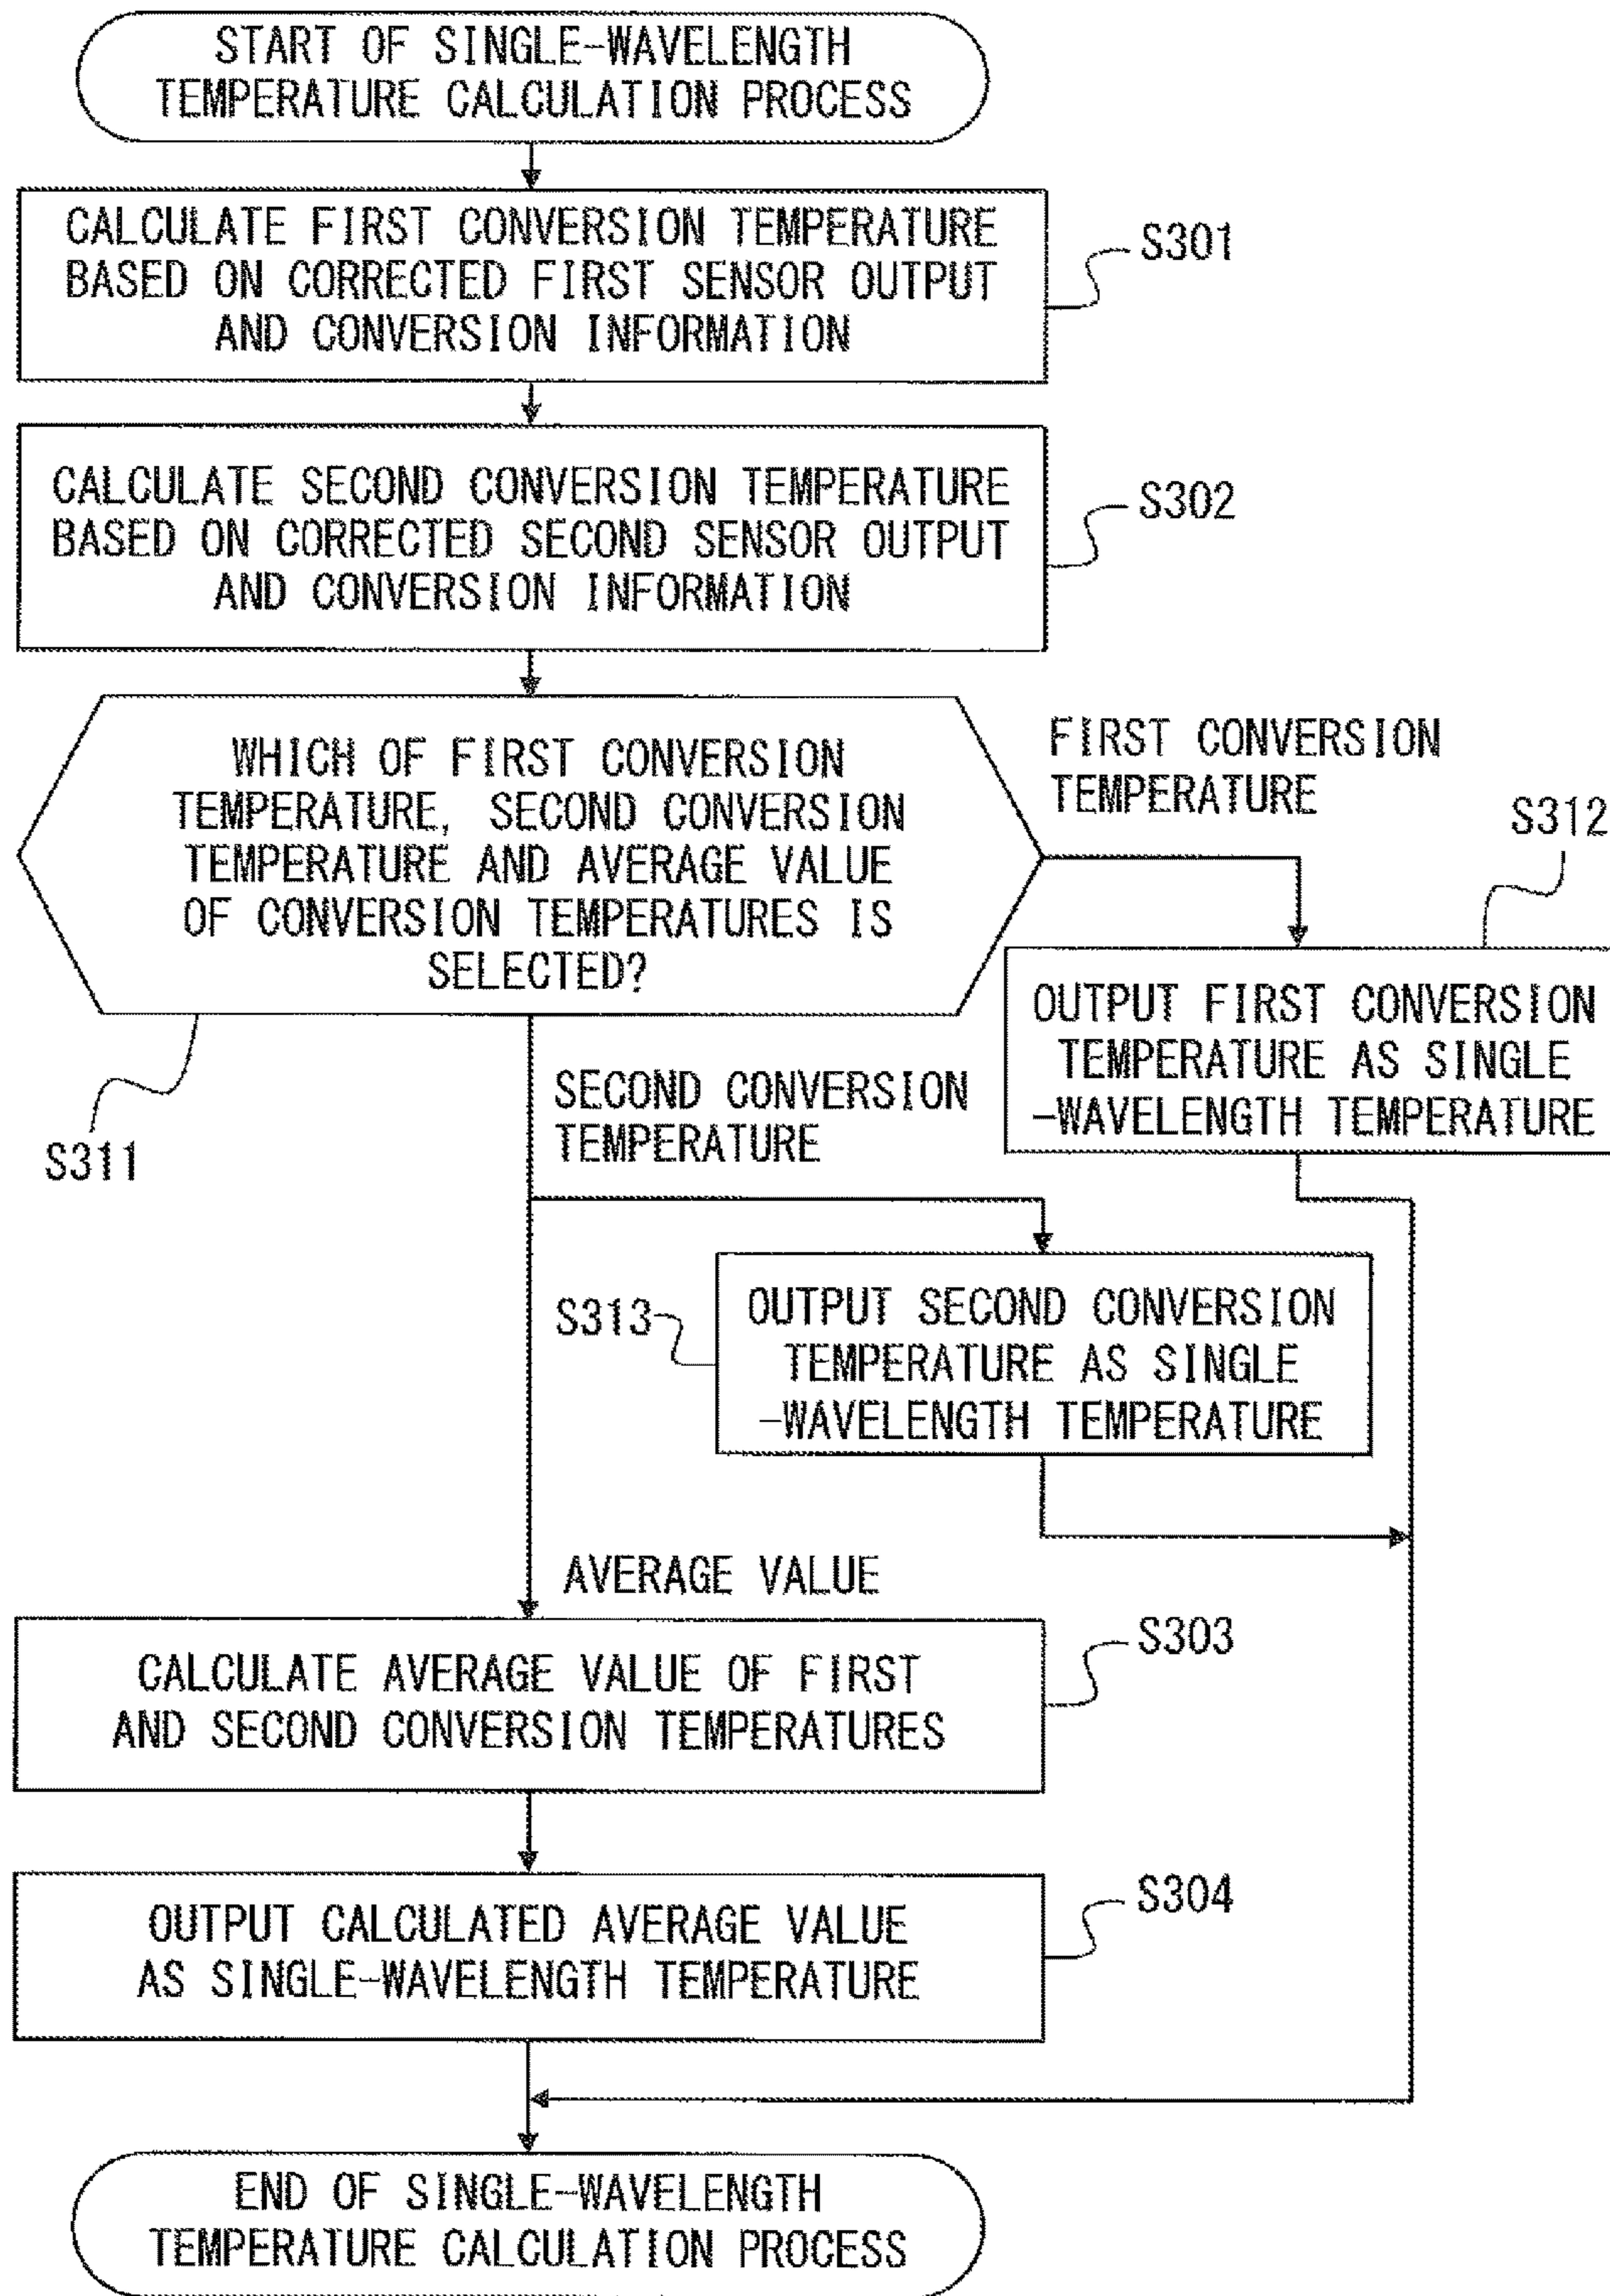 START OF SINGLE-WAVELENGTH
TEMPERATURE CALCULATION PROCESS
CALCULATE FIRST CONVERSION TEMPERATURE
BASED ON CORRECTED FIRST SENSOR OUTPUT
AND CONVERSION INFORMATION
S301
CALCULATE SECOND CONVERSION TEMPERATURE
BASED ON CORRECTED SECOND SENSOR OUTPUT
AND CONVERSION INFORMATION
S302
WHICH OF FIRST CONVERSION
TEMPERATURE, SECOND CONVERSION
TEMPERATURE AND AVERAGE VALUE
OF CONVERSION TEMPERATURES IS
SELECTED?
S311
FIRST CONVERSION
TEMPERATURE
S312
OUTPUT FIRST CONVERSION
TEMPERATURE AS SINGLE
-WAVELENGTH TEMPERATURE
SECOND CONVERSION
TEMPERATURE
S313
OUTPUT SECOND CONVERSION
TEMPERATURE AS SINGLE
-WAVELENGTH TEMPERATURE
AVERAGE VALUE
CALCULATE AVERAGE VALUE OF FIRST
AND SECOND CONVERSION TEMPERATURES
S303
OUTPUT CALCULATED AVERAGE VALUE
AS SINGLE-WAVELENGTH TEMPERATURE
S304
END OF SINGLE-WAVELENGTH
TEMPERATURE CALCULATION PROCESS